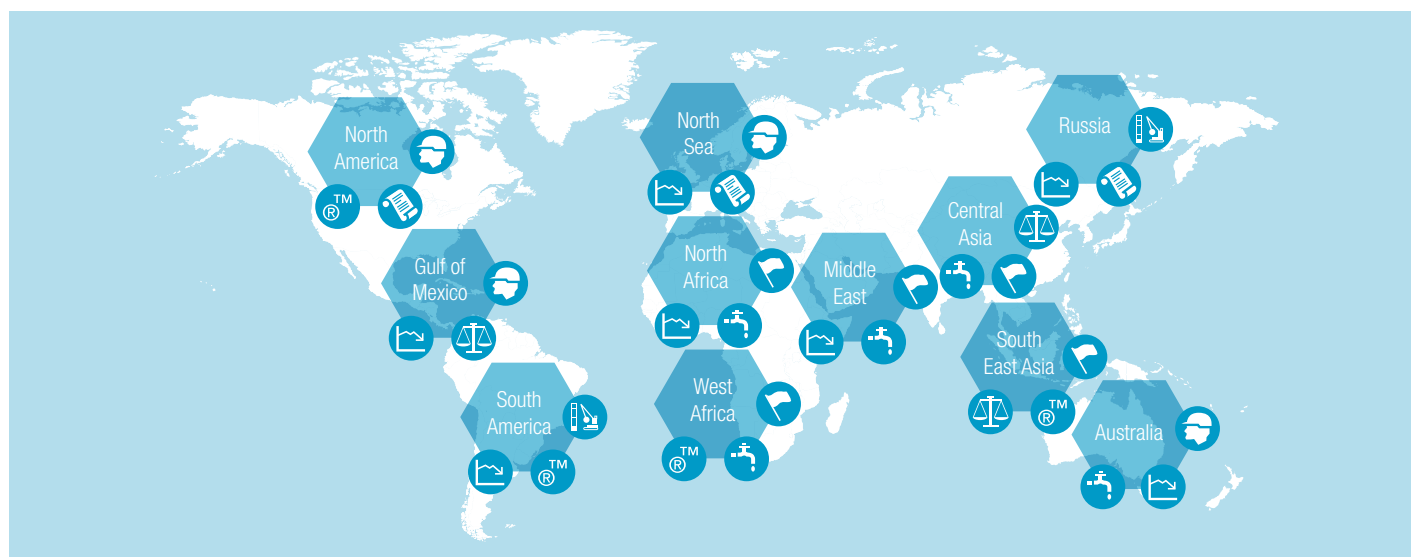 North
America
®™
North
Sea
Russia
Central
Asia
Gulf of
Mexico
North
Africa
Middle
East
South
America
®™
West
Africa
®™
South
East Asia
®™
Australia